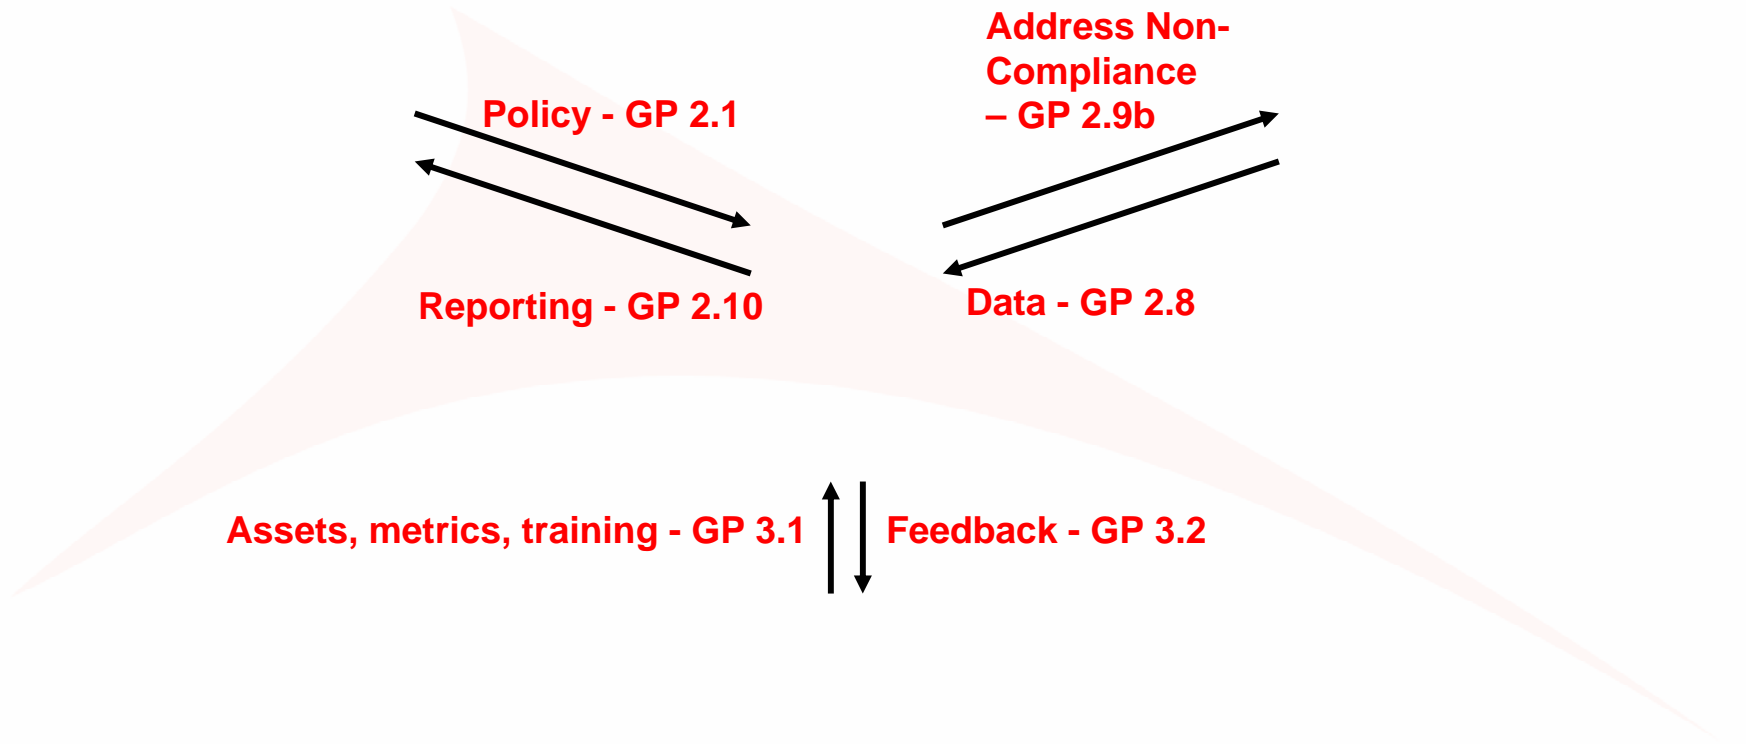 Address Non-
Compliance
– GP 2.9b
Policy - GP 2.1
Reporting - GP 2.10
Data - GP 2.8
Assets, metrics, training - GP 3.1
Feedback - GP 3.2